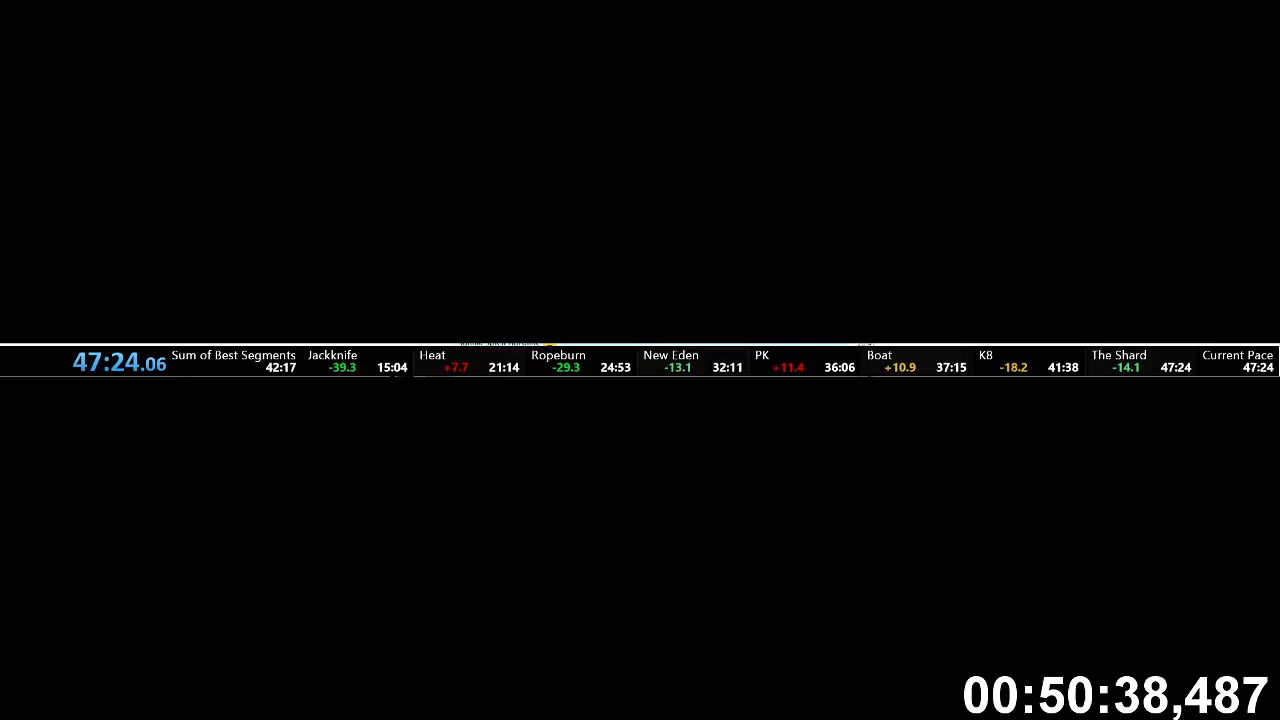 47:24.06 Sum of Best Segments 42:17 Jackknife -39.3 15:04 Heat +7.7 21:14 Ropeburn -29.3 24:53 New Eden -13.1 32:11 PK +11.4 36:06 Boat +10.9 37:15 K8 -18.2 41:38 The Shard -14.1 47:24 Current Pace 47:24
00:50:38,487